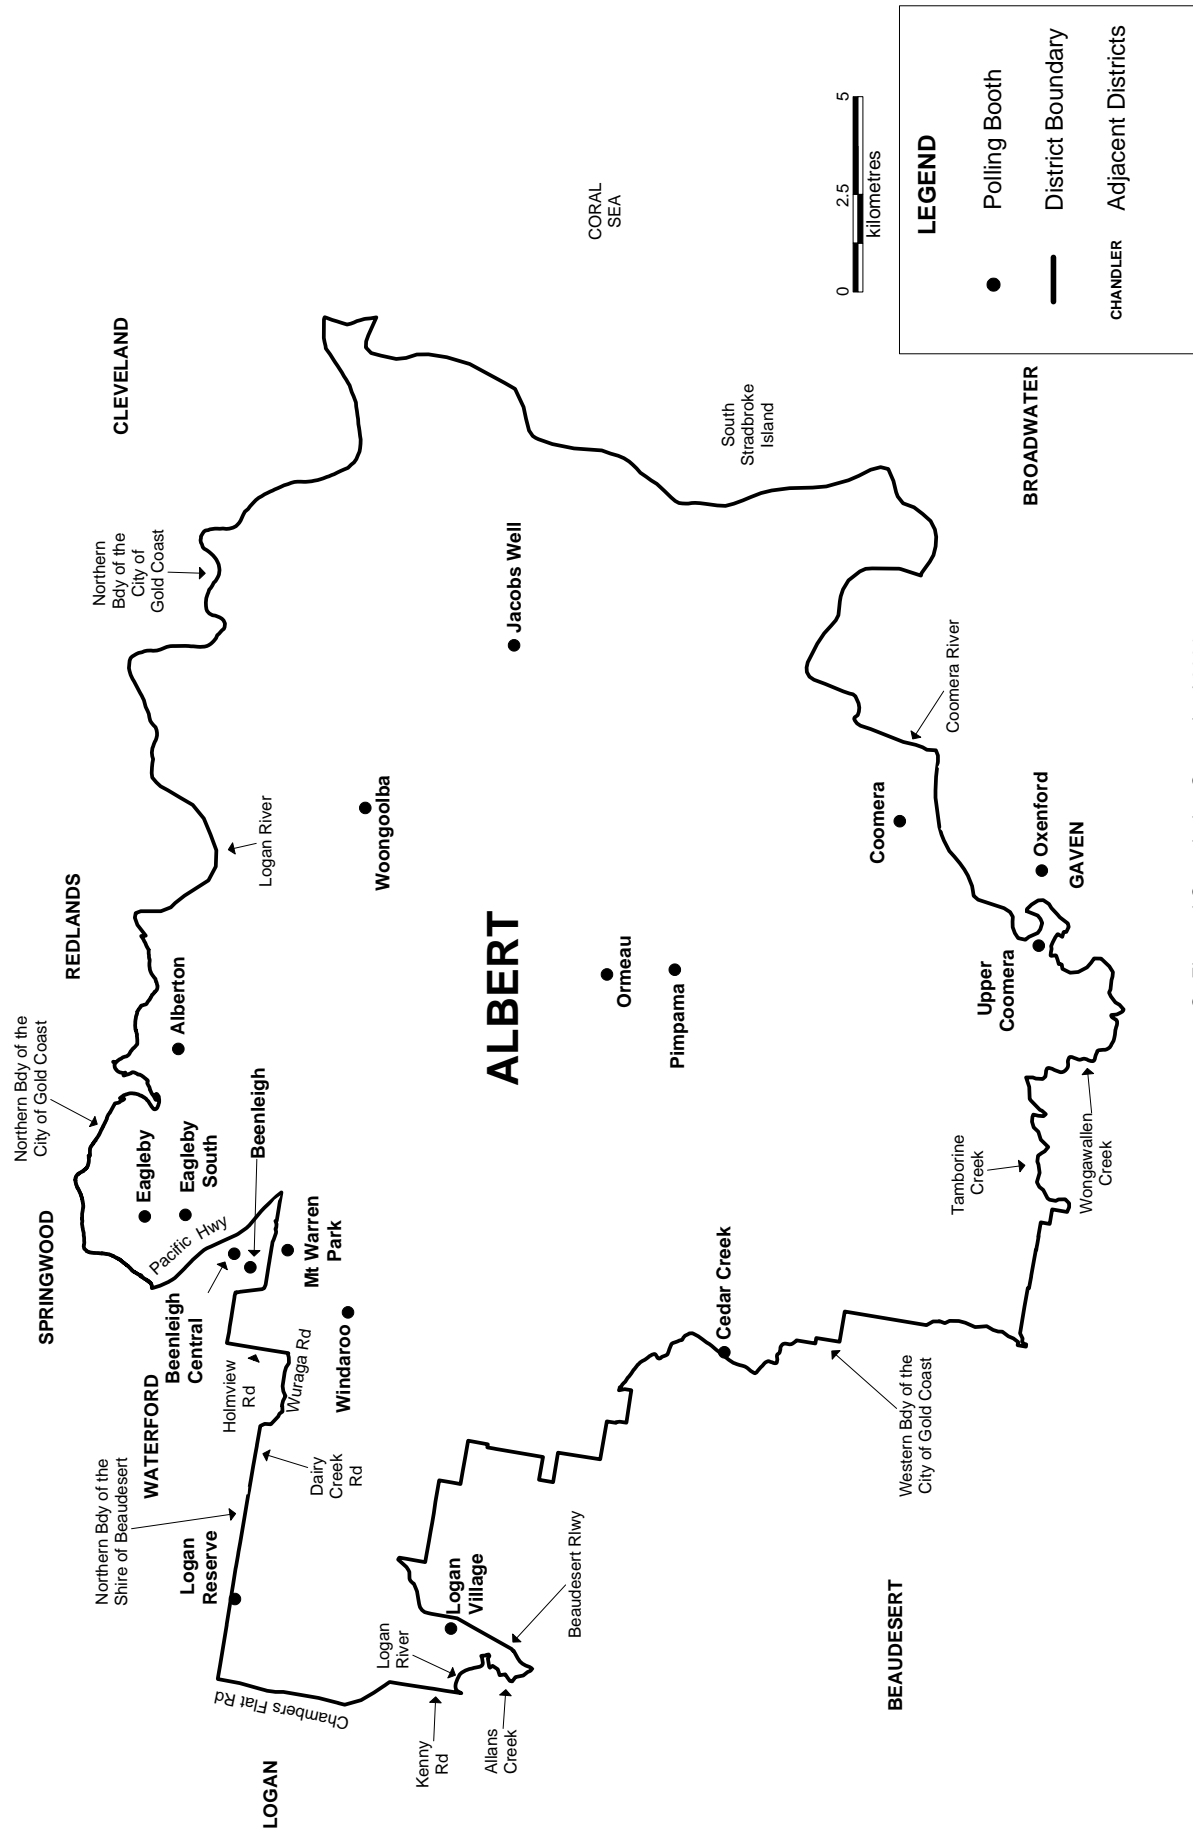 Northern Bdy of the
City of Gold Coast
SPRINGWOOD
REDLANDS
CLEVELAND
Northern Bdy of the
Shire of Beaudesert
WATERFORD
Eagleby
Eagleby
South
Pacific Hwy
Alberton
Northern
Bdy of the
City of
Gold Coast
Logan
Reserve
Beenleigh
Central
Beenleigh
Holmview
Rd
Wuraga Rd
Dairy
Creek
Rd
Logan River
LOGAN
Chambers Flat Rd
Mt Warren
Park
Windaroo
Woongoolba
Logan
River
Kenny
Rd
Logan
Village
Allans
Creek
ALBERT
Jacobs Well
Beaudesert Rlwy
Ormeau
CORAL
SEA
Pimpama
Cedar Creek
South
Stradbroke
Island
0
2.5
5
kilometres
BEAUDESERT
Western Bdy of the
City of Gold Coast
Coomera
Coomera River
Tamborine
Creek
Upper
Coomera
Oxenford
GAVEN
BROADWATER
Wongawallen
Creek
LEGEND
Polling Booth
District Boundary
CHANDLER Adjacent Districts